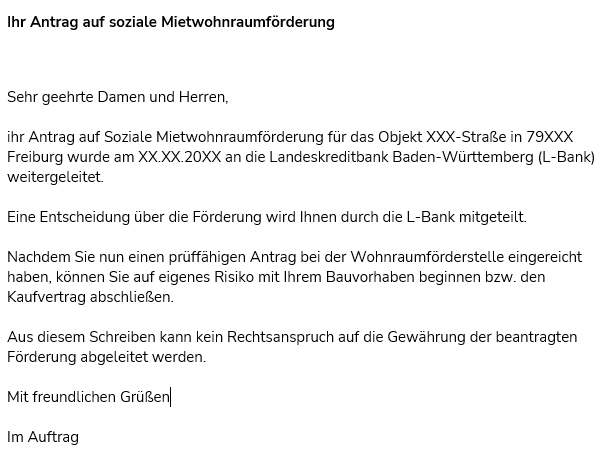 Ihr Antrag auf soziale Mietwohnraumförderung
Sehr geehrte Damen und Herren,
ihr Antrag auf Soziale Mietwohnraumförderung für das Objekt XXX-Straße in 79XXX
Freiburg wurde am XX.XX.20XX an die Landeskreditbank Baden-Württemberg (L-Bank)
weitergeleitet.
Eine Entscheidung über die Förderung wird Ihnen durch die L-Bank mitgeteilt.
Nachdem Sie nun einen prüffähigen Antrag bei der Wohnraumförderstelle eingereicht
haben, können Sie auf eigenes Risiko mit Ihrem Bauvorhaben beginnen bzw. den
Kaufvertrag abschließen.
Aus diesem Schreiben kann kein Rechtsanspruch auf die Gewährung der beantragten
Förderung abgeleitet werden.
Mit freundlichen Grüßen
Im Auftrag